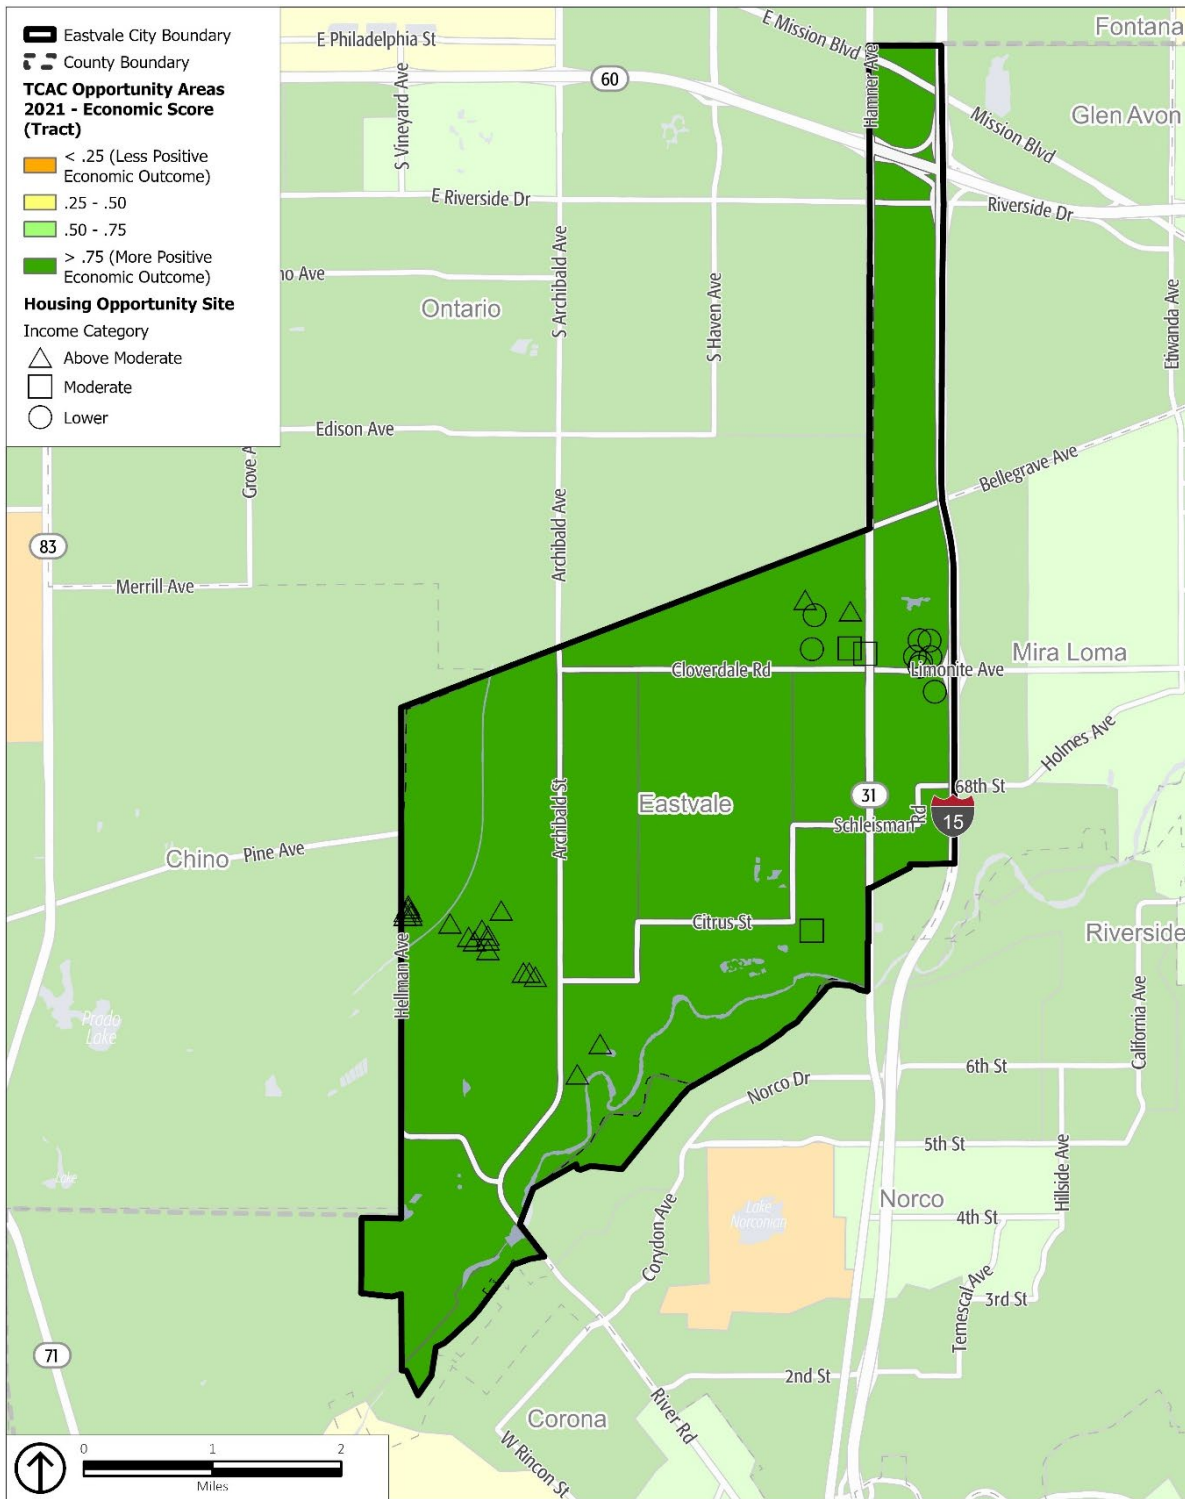 Eastvale City Boundary
County Boundary
TCAC Opportunity Areas
2021 - Economic Score
(Tract)
< .25 (Less Positive
Economic Outcome)
.25 - .50
.50 - .75
> .75 (More Positive
Economic Outcome)
Housing Opportunity Site
Income Category
Above Moderate
Moderate
Lower
E Philadelphia St
S Vineyard Ave
60
E Mission Blvd
Hamner Ave
Fontana
Glen Avon
Mission Blvd
E Riverside Dr
Riverside Dr
no Ave
Ontario
S Archibald Ave
S Haven Ave
Etiwanda Ave
Edison Ave
Grove A
Bellegrave Ave
83
Archibald Ave
Merrill Ave
Mira Loma
Cloverdale Rd
Limonite Ave
Holmes Ave
Archibald St
Eastvale
31
68th St
Schleisman Rd
15
Chino
Pine Ave
Citrus St
Riverside
Hellman Ave
Prado
Lake
California Ave
6th St
Norco Dr
5th St
Hillside Ave
Lake
Lake
Norconian
Norco
4th St
Corydon Ave
Temescal Ave
3rd St
71
2nd St
Corona
River Rd
W Rincon St
0 1 2
Miles